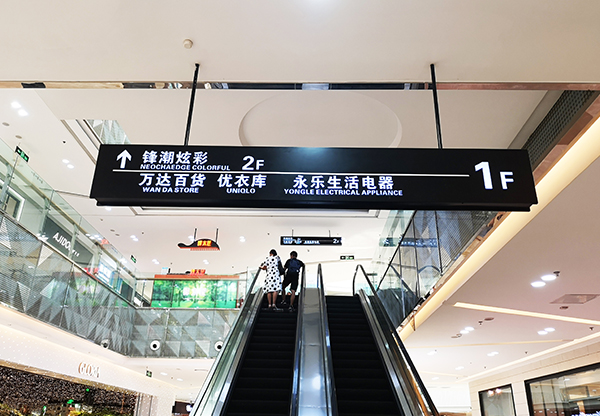 ↑ 锋潮炫彩 2F
NEOCHAEDGE COLORFUL
万达百货 优衣库 永乐生活电器 1F
WAN DA STORE UNIQLO YONGLE ELECTRICAL APPLIANCE
AJIDOU